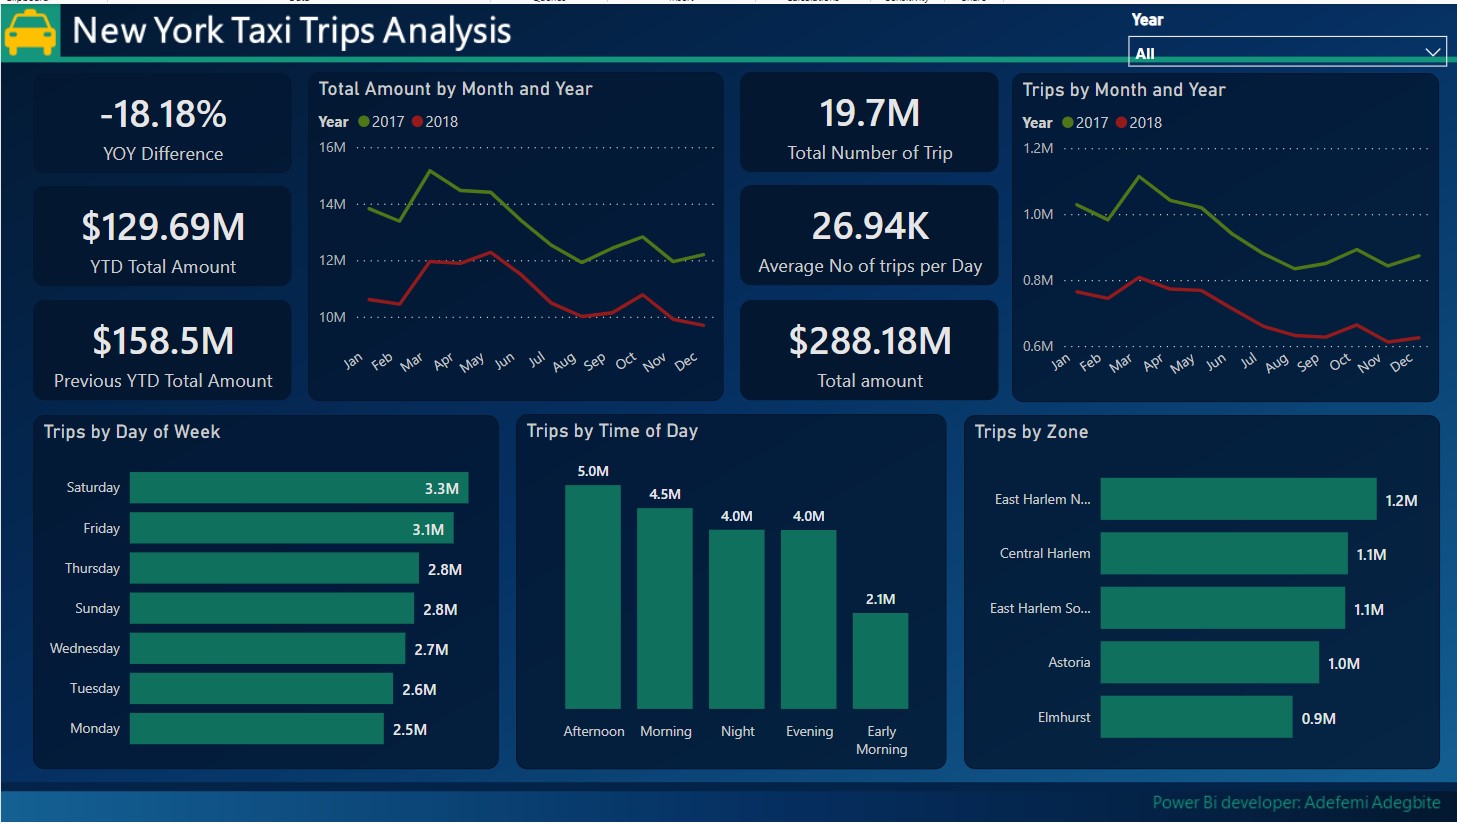 New York Taxi Trips Analysis
Year
All
-18.18%
YOY Difference
$129.69M
YTD Total Amount
$158.5M
Previous YTD Total Amount
Total Amount by Month and Year
Year 2017 2018
16M
14M
12M
10M
Jan Feb Mar Apr May Jun Jul Aug Sep Oct Nov Dec
19.7M
Total Number of Trip
26.94K
Average No of trips per Day
$288.18M
Total amount
Trips by Month and Year
Year 2017 2018
1.2M
1.0M
0.8M
0.6M
Jan Feb Mar Apr May Jun Jul Aug Sep Oct Nov Dec
Trips by Day of Week
Saturday 3.3M
Friday 3.1M
Thursday 2.8M
Sunday 2.8M
Wednesday 2.7M
Tuesday 2.6M
Monday 2.5M
Trips by Time of Day
5.0M
4.5M
4.0M 4.0M
2.1M
Afternoon Morning Night Evening Early
Morning
Trips by Zone
East Harlem N... 1.2M
Central Harlem 1.1M
East Harlem So... 1.1M
Astoria 1.0M
Elmhurst 0.9M
Power Bi developer: Adefemi Adegbite